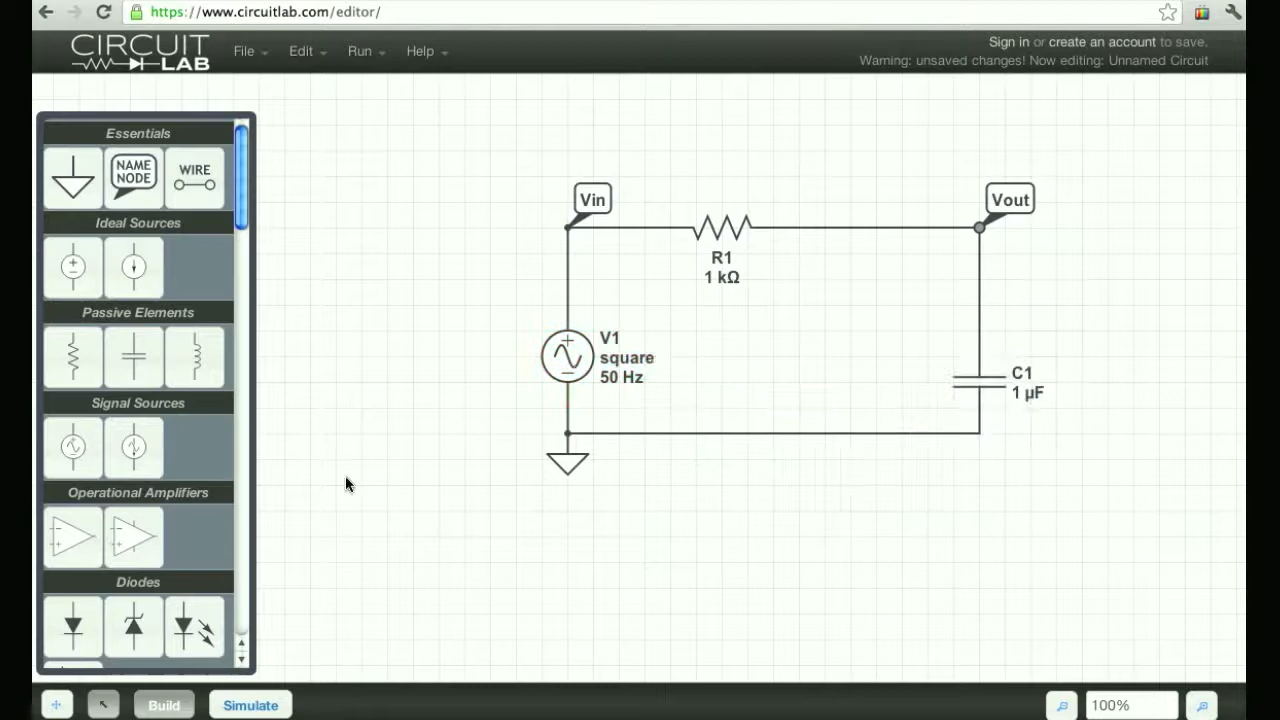 https://www.circuitlab.com/editor/
CIRCUIT
LAB
File
Edit
Run
Help
Sign in or create an account to save.
Warning: unsaved changes! Now editing: Unnamed Circuit
Essentials
NAME
NODE
WIRE
Ideal Sources
Passive Elements
Signal Sources
Operational Amplifiers
Diodes
Vin
Vout
R1
1 kΩ
V1
square
50 Hz
C1
1 µF
Build
Simulate
100%